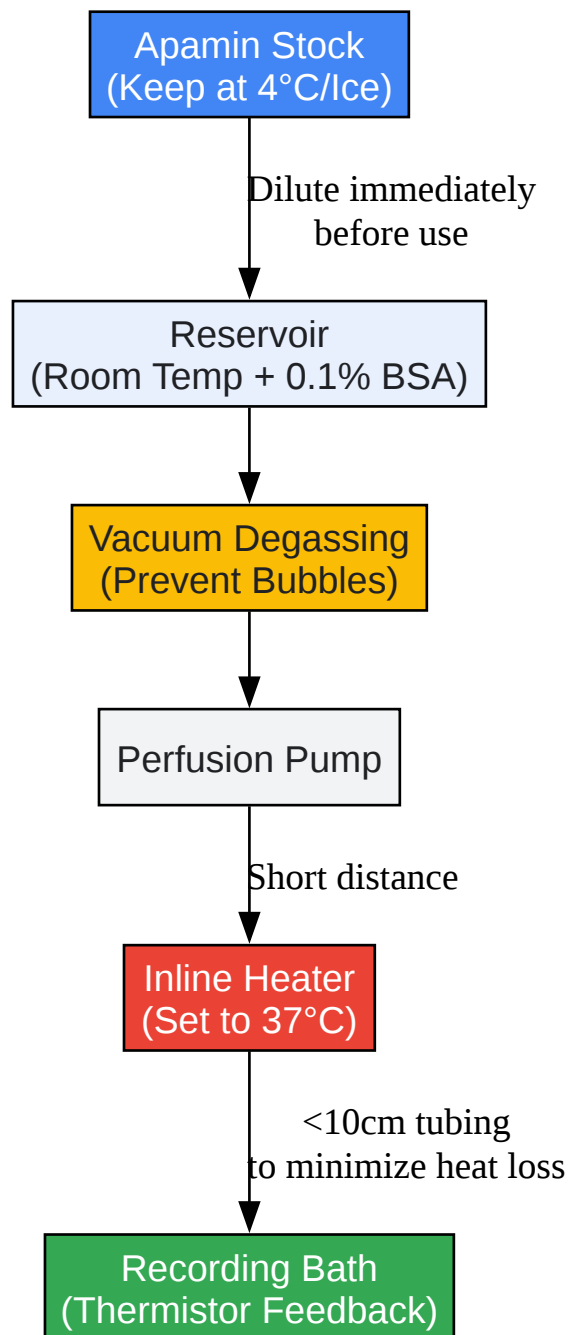 Apamin Stock
(Keep at 4°C/Ice)
Dilute immediately
before use
Reservoir
(Room Temp + 0.1% BSA)
Vacuum Degassing
(Prevent Bubbles)
Perfusion Pump
Short distance
Inline Heater
(Set to 37°C)
<10cm tubing
to minimize heat loss
Recording Bath
(Thermistor Feedback)